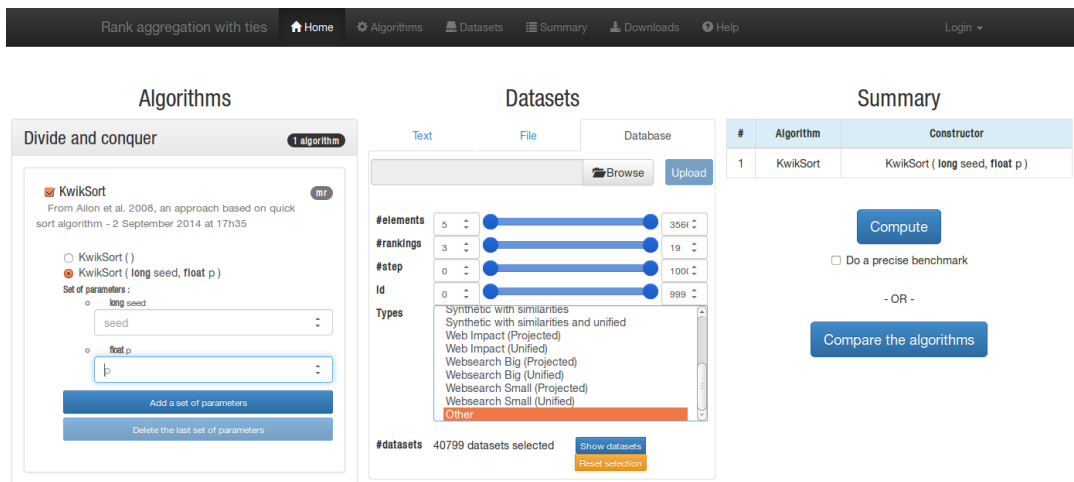 Rank aggregation with ties Home Algorithms Datasets Summary Downloads Help Login
Algorithms
Divide and conquer 1 algorithm
KwikSort mr
From Ailon et al. 2008, an approach based on quick
sort algorithm - 2 September 2014 at 17h35
KwikSort ( )
KwikSort ( long seed, float p )
Set of parameters :
long seed
seed
float p
p
Add a set of parameters
Delete the last set of parameters
Datasets
Text File Database
Browse Upload
#elements 5
#rankings 3 19
#step 0
Id 0 999
Types
Synthetic with similarities
Synthetic with similarities and unified
Web Impact (Projected)
Web Impact (Unified)
Websearch Big (Projected)
Websearch Big (Unified)
Websearch Small (Projected)
Websearch Small (Unified)
Other
#datasets 40799 datasets selected Show datasets
Reset selection
Summary
# Algorithm Constructor
1 KwikSort KwikSort ( long seed, float p )
Compute
Do a precise benchmark
- OR -
Compare the algorithms